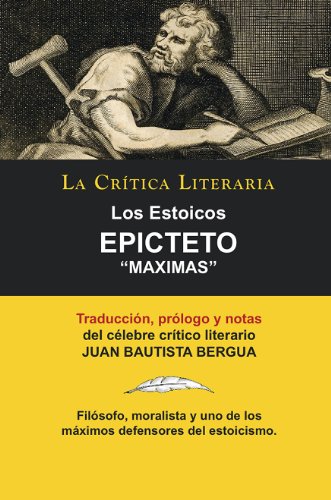 La Crítica Literaria
Los Estoicos
EPICTETO
“MAXIMAS”
Traducción, prólogo y notas
del célebre crítico literario
JUAN BAUTISTA BERGUA
Filósofo, moralista y uno de los
máximos defensores del estoicismo.